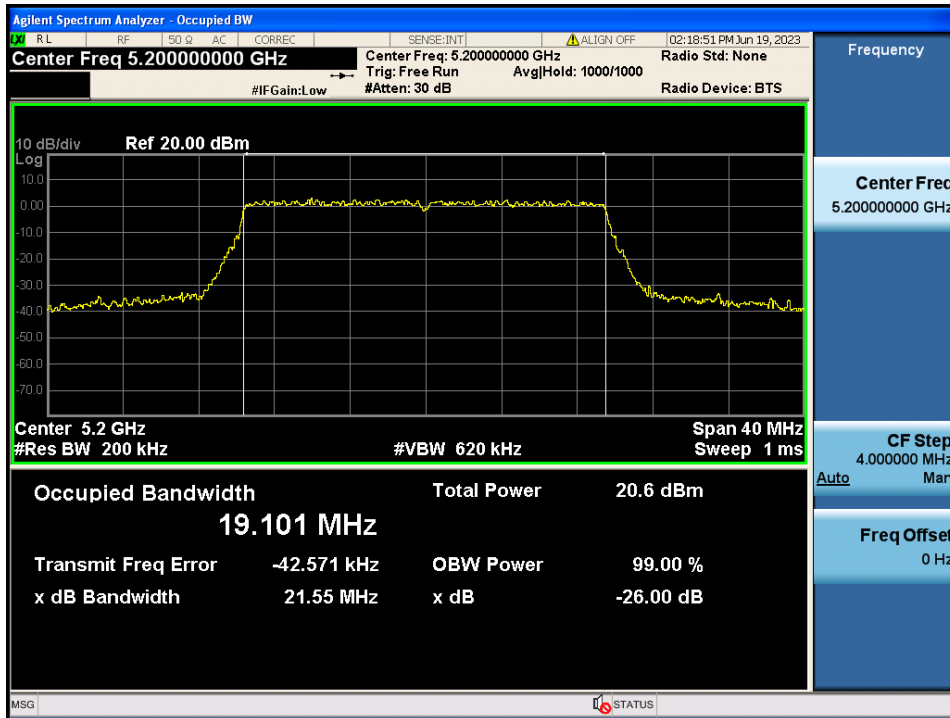 Agilent Spectrum Analyzer - Occupied BW
LXI RL RF 50 Ω AC CORREC SENSE:INT ALIGN OFF 02:18:51 PM Jun 19, 2023
Center Freq 5.200000000 GHz
Center Freq: 5.200000000 GHz Radio Std: None
Trig: Free Run Avg|Hold: 1000/1000
#IFGain:Low #Atten: 30 dB Radio Device: BTS
10 dB/div Ref 20.00 dBm
Log
10.0
0.00
-10.0
-20.0
-30.0
-40.0
-50.0
-60.0
-70.0
Center 5.2 GHz Span 40 MHz
#Res BW 200 kHz #VBW 620 kHz Sweep 1 ms
Occupied Bandwidth Total Power 20.6 dBm
19.101 MHz
Transmit Freq Error -42.571 kHz OBW Power 99.00 %
x dB Bandwidth 21.55 MHz x dB -26.00 dB
MSG STATUS
Frequency
Center Freq
5.200000000 GHz
CF Step
4.000000 MHz
Auto Man
Freq Offset
0 Hz